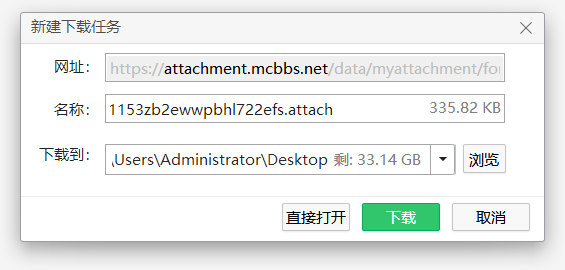 新建下载任务
网址： https://attachment.mcbbs.net/data/myattachment/for
名称： 1153zb2ewwpbhl722efs.attach 335.82 KB
下载到： \Users\Administrator\Desktop 剩: 33.14 GB 浏览
直接打开 下载 取消